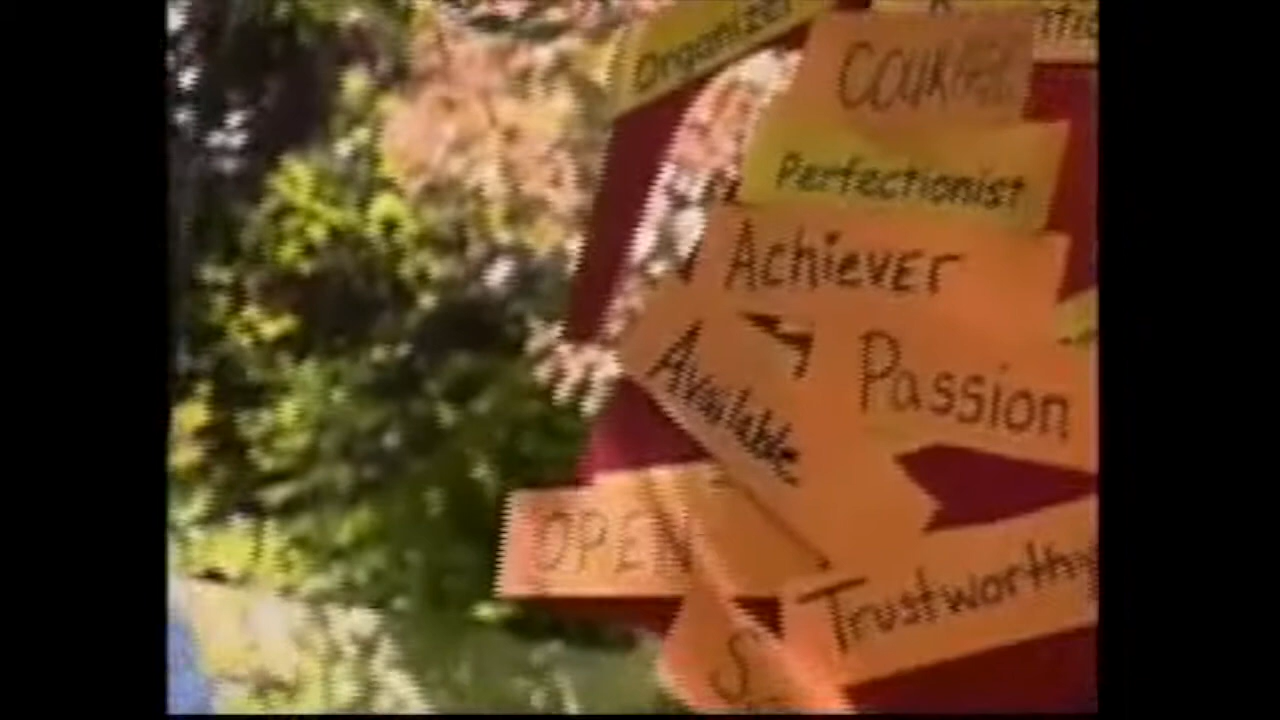 Organized
Perfectionist
Achiever
Available
Passion
OPEN
Trustworthy